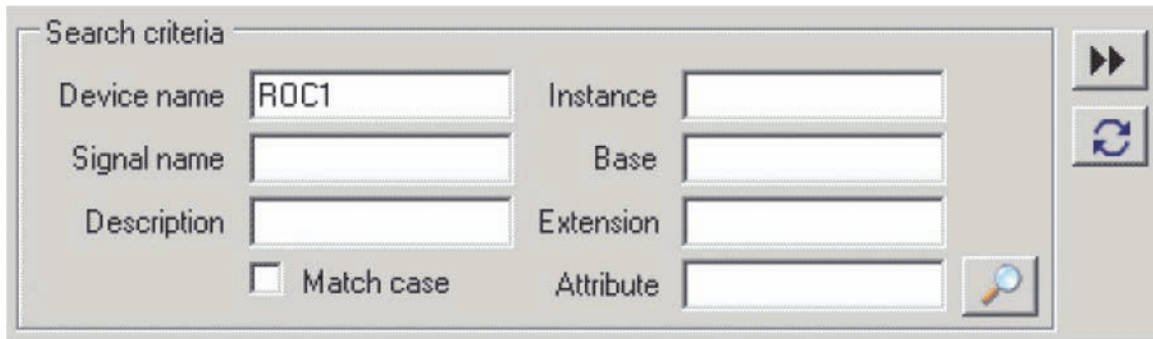 Search criteria
Device name ROC1 Instance
Signal name Base
Description Extension
Match case Attribute